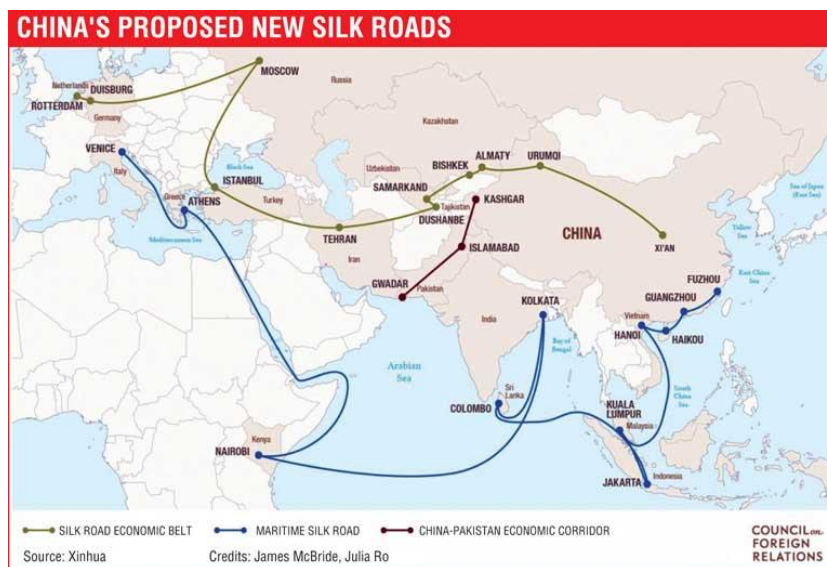 CHINA'S PROPOSED NEW SILK ROADS
MOSCOW
Netherlands
DUISBURG
ROTTERDAM
Germany
Russia
VENICE
Italy
Kazakhstan
Black Sea
Uzbekistan
BISHKEK
ALMATY
URUMQI
ISTANBUL
Greece
ATHENS
Turkey
SAMARKAND
Tajikistan
DUSHANBE
KASHGAR
Sea of Japan
(East Sea)
Mediterranean Sea
TEHRAN
Iran
ISLAMABAD
CHINA
XI'AN
Yellow
Sea
East China
Sea
GWADAR
Pakistan
FUZHOU
GUANGZHOU
KOLKATA
India
Vietnam
HANOI
HAIKOU
Arabian
Sea
Bay of
Bengal
Sri
Lanka
COLOMBO
South
China
Sea
KUALA
LUMPUR
Malaysia
Kenya
NAIROBI
JAKARTA
Indonesia
SILK ROAD ECONOMIC BELT
MARITIME SILK ROAD
CHINA-PAKISTAN ECONOMIC CORRIDOR
Source: Xinhua
Credits: James McBride, Julia Ro
COUNCIL on
FOREIGN
RELATIONS